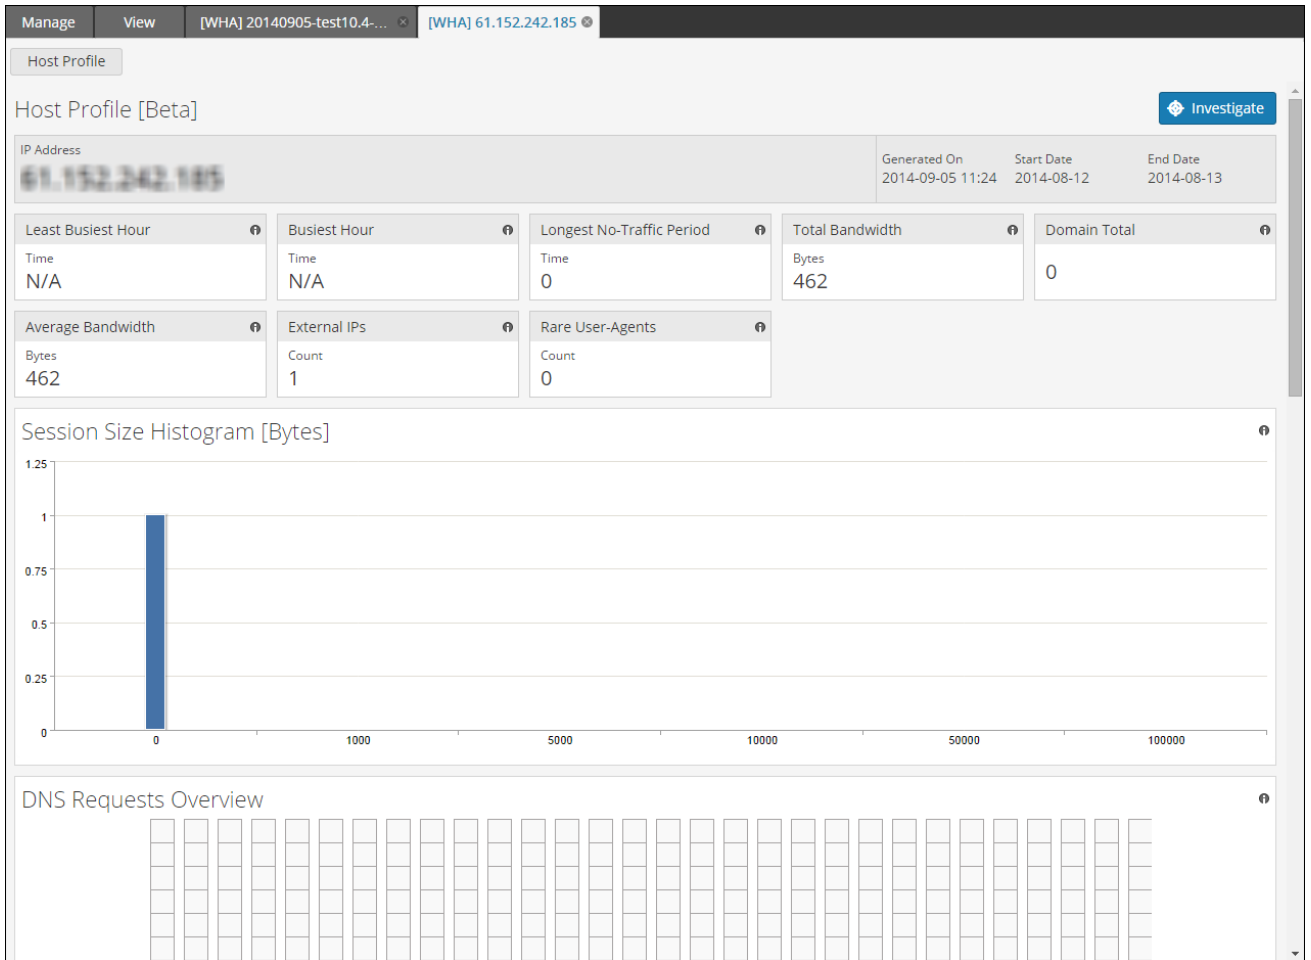 Manage View [WHA] 20140905-test10.4-... [WHA] 61.152.242.185
Host Profile
Host Profile [Beta]
Investigate
IP Address
61.152.242.185
Generated On Start Date End Date
2014-09-05 11:24 2014-08-12 2014-08-13
Least Busiest Hour Busiest Hour Longest No-Traffic Period Total Bandwidth Domain Total
Time Time Time Bytes
N/A N/A 0 462 0
Average Bandwidth External IPs Rare User-Agents
Bytes Count Count
462 1 0
Session Size Histogram [Bytes]
1.25
1
0.75
0.5
0.25
0
0 1000 5000 10000 50000 100000
DNS Requests Overview